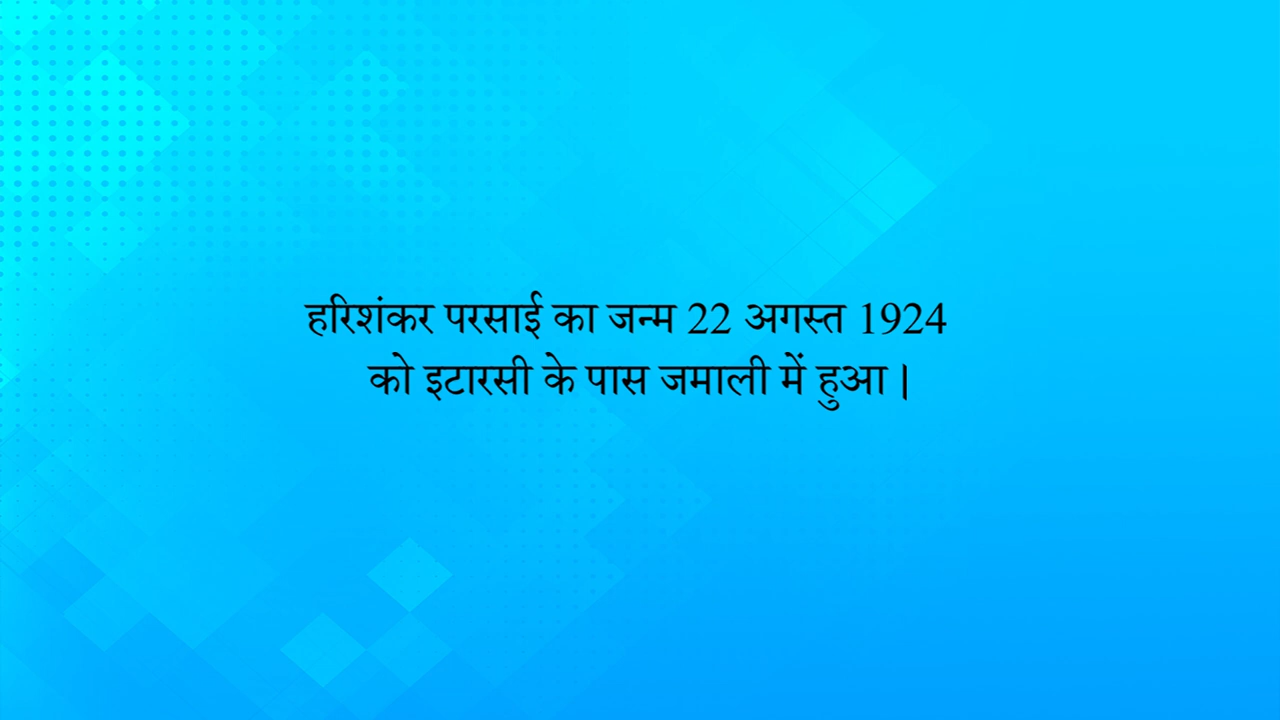 हरिशंकर परसाई का जन्म 22 अगस्त 1924
को इटारसी के पास जमाली में हुआ।